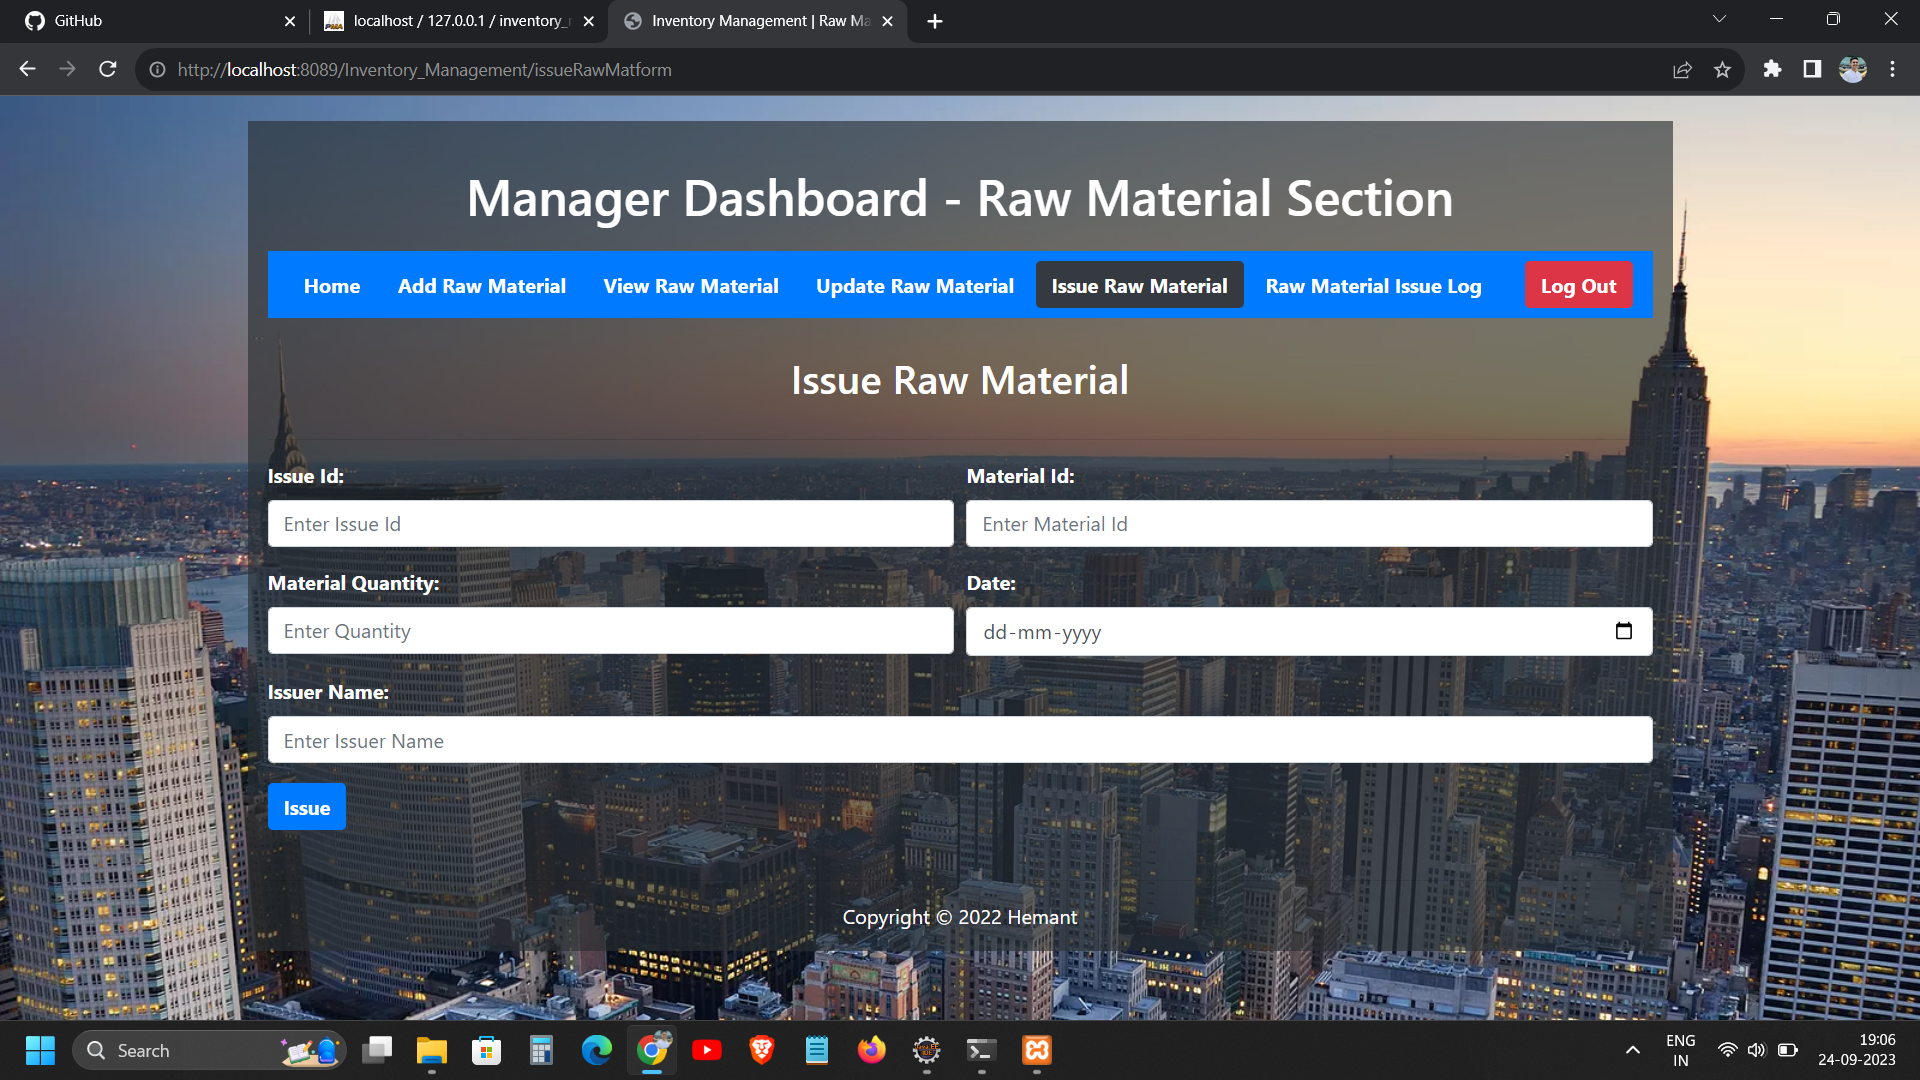 GitHub
localhost / 127.0.0.1 / inventory_
Inventory Management | Raw Ma
http://localhost:8089/Inventory_Management/issueRawMatform
Manager Dashboard - Raw Material Section
Home Add Raw Material View Raw Material Update Raw Material Issue Raw Material Raw Material Issue Log Log Out
Issue Raw Material
Issue Id: Material Id:
Enter Issue Id Enter Material Id
Material Quantity: Date:
Enter Quantity dd-mm-yyyy
Issuer Name:
Enter Issuer Name
Issue
Copyright © 2022 Hemant
Search
ENG
IN
19:06
24-09-2023